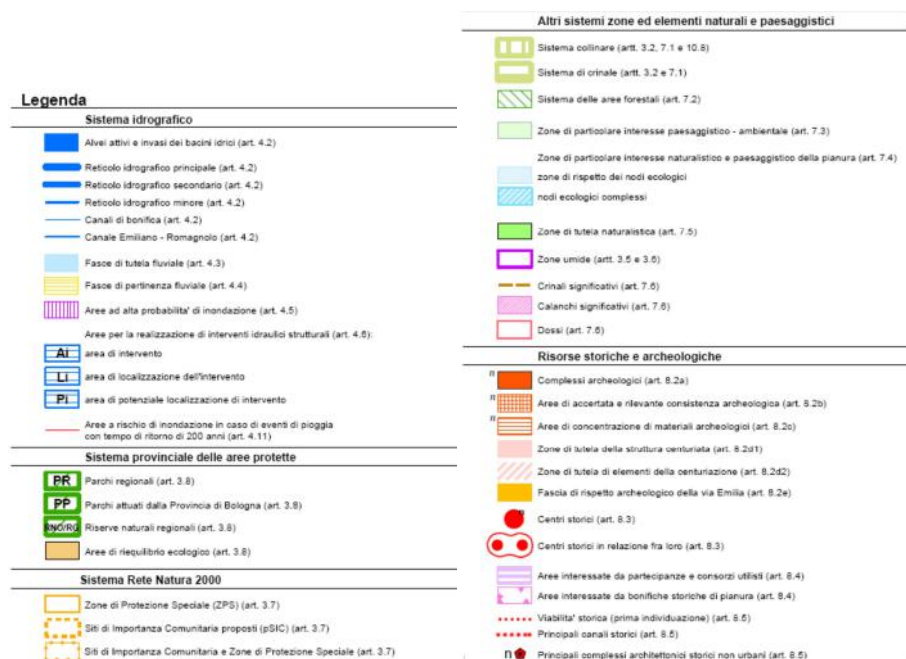 Legenda
Sistema idrografico
Alvei attivi e invasi dei bacini idrici (art. 4.2)
Reticolo idrografico principale (art. 4.2)
Reticolo idrografico secondario (art. 4.2)
Reticolo idrografico minore (art. 4.2)
Canali di bonifica (art. 4.2)
Canale Emiliano - Romagnolo (art. 4.2)
Fasce di tutela fluviale (art. 4.3)
Fasce di pertinenza fluviale (art. 4.4)
Aree ad alta probabilita' di inondazione (art. 4.5)
Aree per la realizzazione di interventi idraulici strutturali (art. 4.6):
Ai area di intervento
Li area di localizzazione dell'intervento
Pi area di potenziale localizzazione di intervento
Aree a rischio di inondazione in caso di eventi di pioggia
con tempo di ritorno di 200 anni (art. 4.11)
Sistema provinciale delle aree protette
PR Parchi regionali (art. 3.8)
PP Parchi attuati dalla Provincia di Bologna (art. 3.8)
RNO/RG Riserve naturali regionali (art. 3.8)
Aree di riequilibrio ecologico (art. 3.8)
Sistema Rete Natura 2000
Zone di Protezione Speciale (ZPS) (art. 3.7)
Siti di Importanza Comunitaria proposti (pSIC) (art. 3.7)
Siti di Importanza Comunitaria e Zone di Protezione Speciale (art. 3.7)
Altri sistemi zone ed elementi naturali e paesaggistici
Sistema collinare (artt. 3.2, 7.1 e 10.8)
Sistema di crinale (artt. 3.2 e 7.1)
Sistema delle aree forestali (art. 7.2)
Zone di particolare interesse paesaggistico - ambientale (art. 7.3)
Zone di particolare interesse naturalistico e paesaggistico della pianura (art. 7.4)
zone di rispetto dei nodi ecologici
nodi ecologici complessi
Zone di tutela naturalistica (art. 7.5)
Zone umide (artt. 3.5 e 3.6)
Crinali significativi (art. 7.6)
Calanchi significativi (art. 7.6)
Dossi (art. 7.6)
Risorse storiche e archeologiche
n Complessi archeologici (art. 8.2a)
n Aree di accertata e rilevante consistenza archeologica (art. 8.2b)
n Aree di concentrazione di materiali archeologici (art. 8.2c)
Zone di tutela della struttura centuriata (art. 8.2d1)
Zone di tutela di elementi della centuriazione (art. 8.2d2)
Fascia di rispetto archeologico della via Emilia (art. 8.2e)
n Centri storici (art. 8.3)
Centri storici in relazione fra loro (art. 8.3)
Aree interessate da partecipanze e consorzi utilisti (art. 8.4)
Aree interessate da bonifiche storiche di pianura (art. 8.4)
Viabilita' storica (prima individuazione) (art. 8.5)
Principali canali storici (art. 8.5)
n Principali complessi architettonici storici non urbani (art. 8.5)